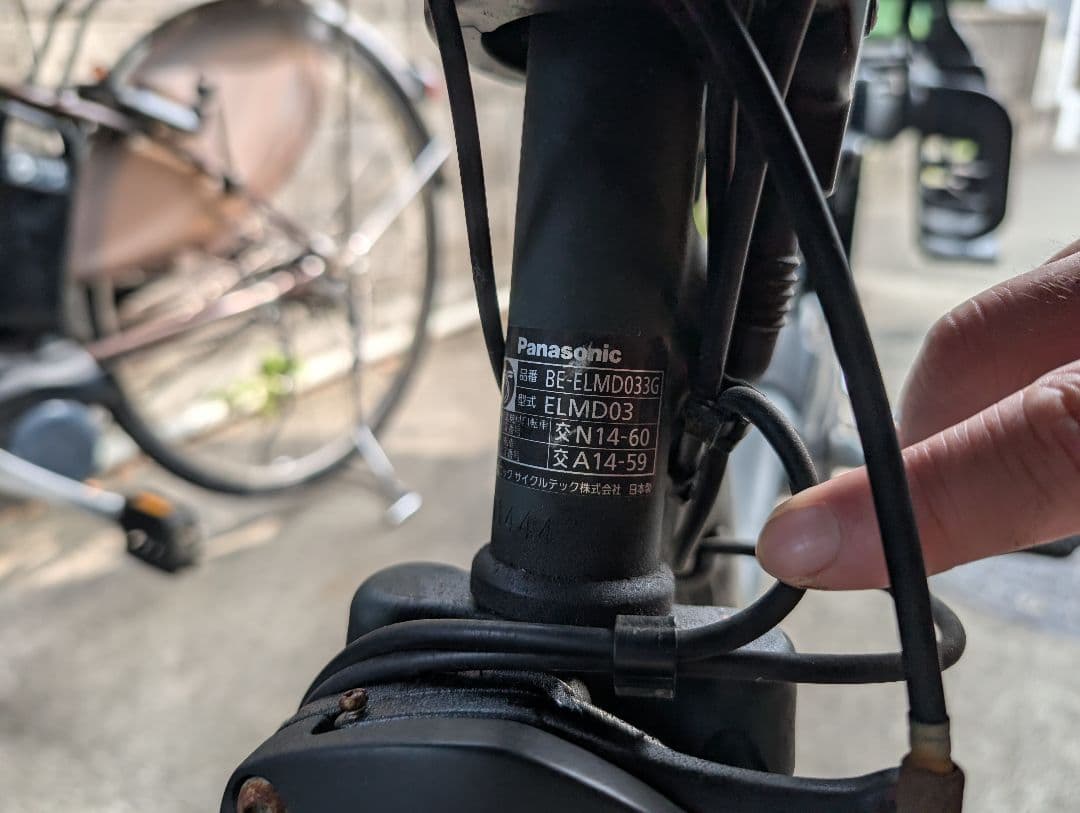 Panasonic
品番 BE-ELMD033G
型式 ELMD03
交N14-60
交A14-59
サイクルテック株式会社 日本製